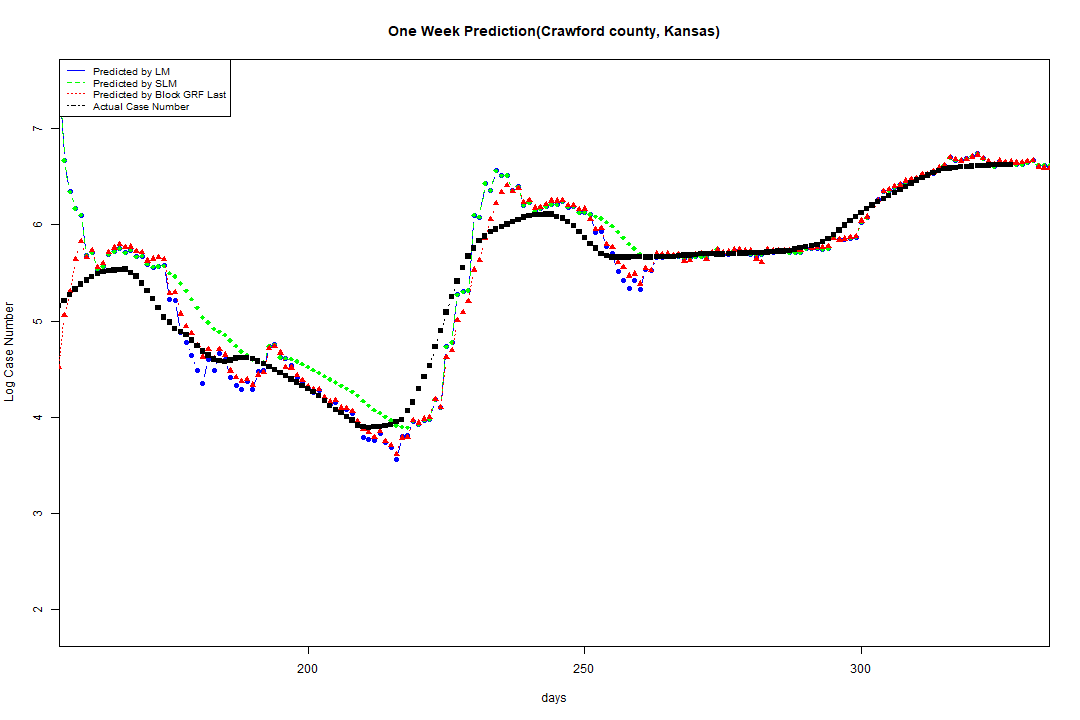 One Week Prediction(Crawford county, Kansas)
Predicted by LM
Predicted by SLM
Predicted by Block GRF Last
Actual Case Number
7
6
5
4
3
2
Log Case Number
200
250
300
days